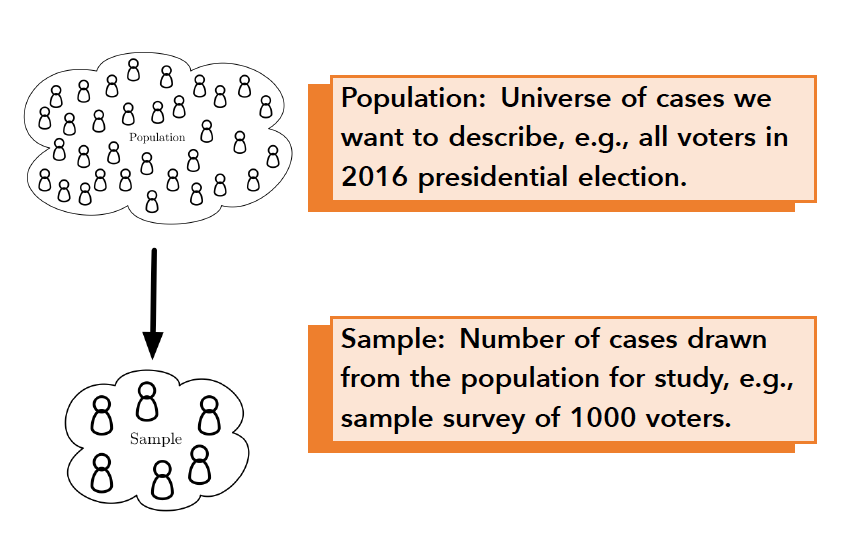 Population
Population: Universe of cases we
want to describe, e.g., all voters in
2016 presidential election.
Sample
Sample: Number of cases drawn
from the population for study, e.g.,
sample survey of 1000 voters.